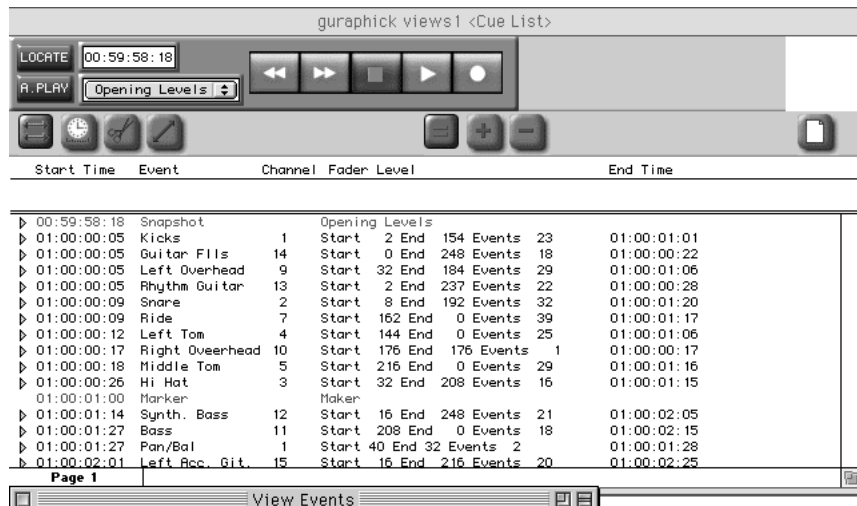 guraphick views1 <Cue List>
LOCATE 00:59:58:18
A.PLAY Opening Levels
Start Time Event Channel Fader Level End Time
00:59:58:18 Snapshot Opening Levels
01:00:00:05 Kicks 1 Start 2 End 154 Events 23 01:00:01:01
01:00:00:05 Guitar Flls 14 Start 0 End 248 Events 18 01:00:00:22
01:00:00:05 Left Overhead 9 Start 32 End 184 Events 29 01:00:01:06
01:00:00:05 Rhythm Guitar 13 Start 2 End 237 Events 22 01:00:00:28
01:00:00:09 Snare 2 Start 8 End 192 Events 32 01:00:01:20
01:00:00:09 Ride 7 Start 162 End 0 Events 39 01:00:01:17
01:00:00:12 Left Tom 4 Start 144 End 0 Events 25 01:00:01:06
01:00:00:17 Right Oveerhead 10 Start 176 End 176 Events 1 01:00:00:17
01:00:00:18 Middle Tom 5 Start 216 End 0 Events 29 01:00:01:16
01:00:00:26 Hi Hat 3 Start 32 End 208 Events 16 01:00:01:15
01:00:01:00 Marker Maker
01:00:01:14 Synth. Bass 12 Start 16 End 248 Events 21 01:00:02:05
01:00:01:27 Bass 11 Start 208 End 0 Events 18 01:00:02:15
01:00:01:27 Pan/Bal 1 Start 40 End 32 Events 2 01:00:01:28
01:00:02:01 Left Acc. Git. 15 Start 16 End 216 Events 20 01:00:02:25
Page 1
View Events